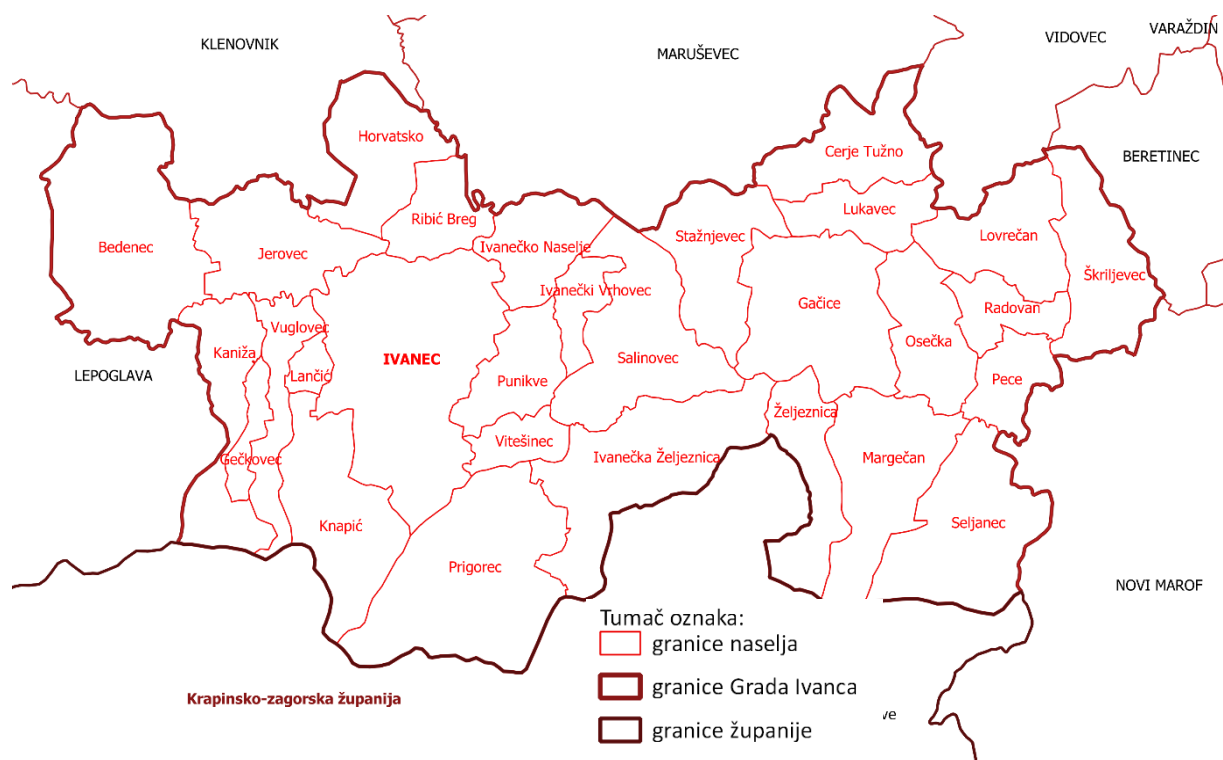 KLENOVNIK
MARUŠEVEC
VIDOVEC
VARAŽDIN
Horvatsko
Cerje Tužno
BERETINEC
Ribić Breg
Lukavec
Bedenec
Jerovec
Ivanečko Naselje
Stažnjevec
Lovrečan
Škriljevec
Ivanečki Vrhovec
Gačice
Radovan
Vuglovec
Kaniža
IVANEC
Salinovec
Osečka
LEPOGLAVA
Lančić
Punikve
Pece
Željeznica
Vitešinec
Gečkovec
Ivanečka Željeznica
Margečan
Knapić
Seljanec
Prigorec
NOVI MAROF
Tumač oznaka:
granice naselja
granice Grada Ivanca
granice županije
Krapinsko-zagorska županija